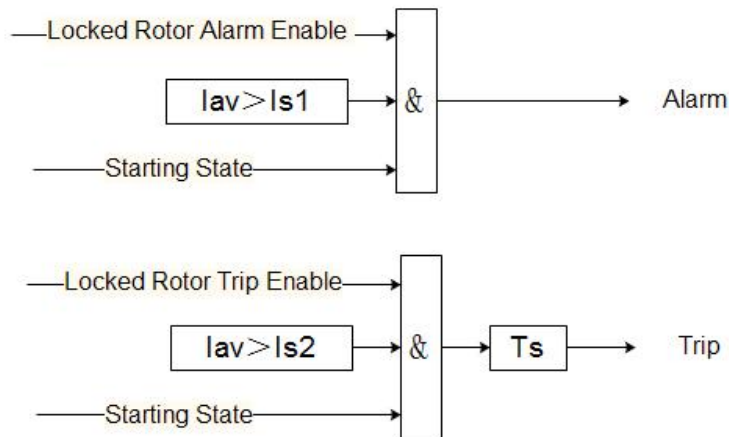 Locked Rotor Alarm Enable
Iav>Is1
&
Alarm
Starting State
Locked Rotor Trip Enable
Iav>Is2
&
Ts
Trip
Starting State